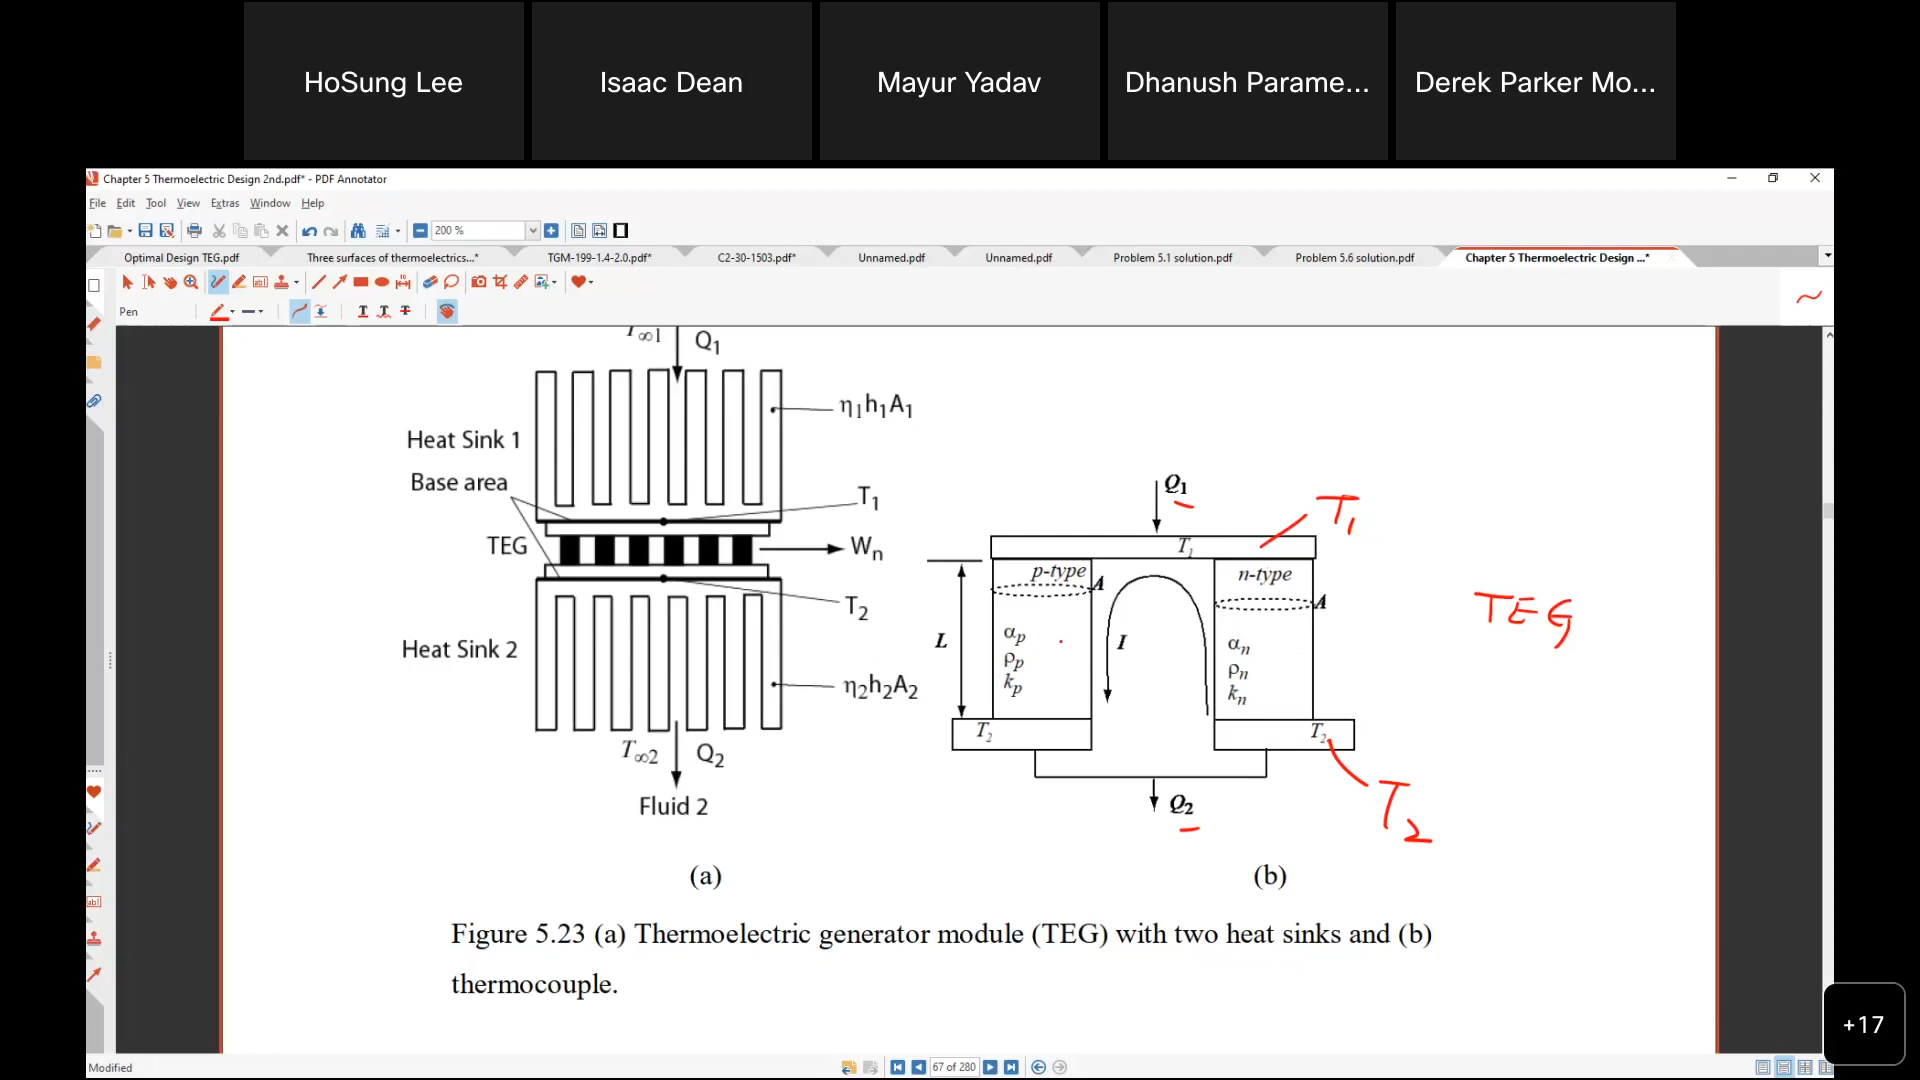 HoSung Lee
Isaac Dean
Mayur Yadav
Dhanush Parame...
Derek Parker Mo...
Chapter 5 Thermoelectric Design 2nd.pdf* - PDF Annotator
File Edit Tool View Extras Window Help
200 %
Optimal Design TEG.pdf
Three surfaces of thermoelectrics...*
TGM-199-1.4-2.0.pdf*
C2-30-1503.pdf*
Unnamed.pdf
Unnamed.pdf
Problem 5.1 solution.pdf
Problem 5.6 solution.pdf
Chapter 5 Thermoelectric Design ...*
Pen
T∞1
Q1
η1h1A1
Heat Sink 1
Base area
T1
TEG
Wn
T2
Heat Sink 2
η2h2A2
T∞2
Q2
Fluid 2
(a)
Q1
T1
T1
p-type
A
n-type
A
TEG
L
αp
ρp
kp
I
αn
ρn
kn
T2
T2
T2
Q2
(b)
Figure 5.23 (a) Thermoelectric generator module (TEG) with two heat sinks and (b)
thermocouple.
+17
Modified
67 of 280